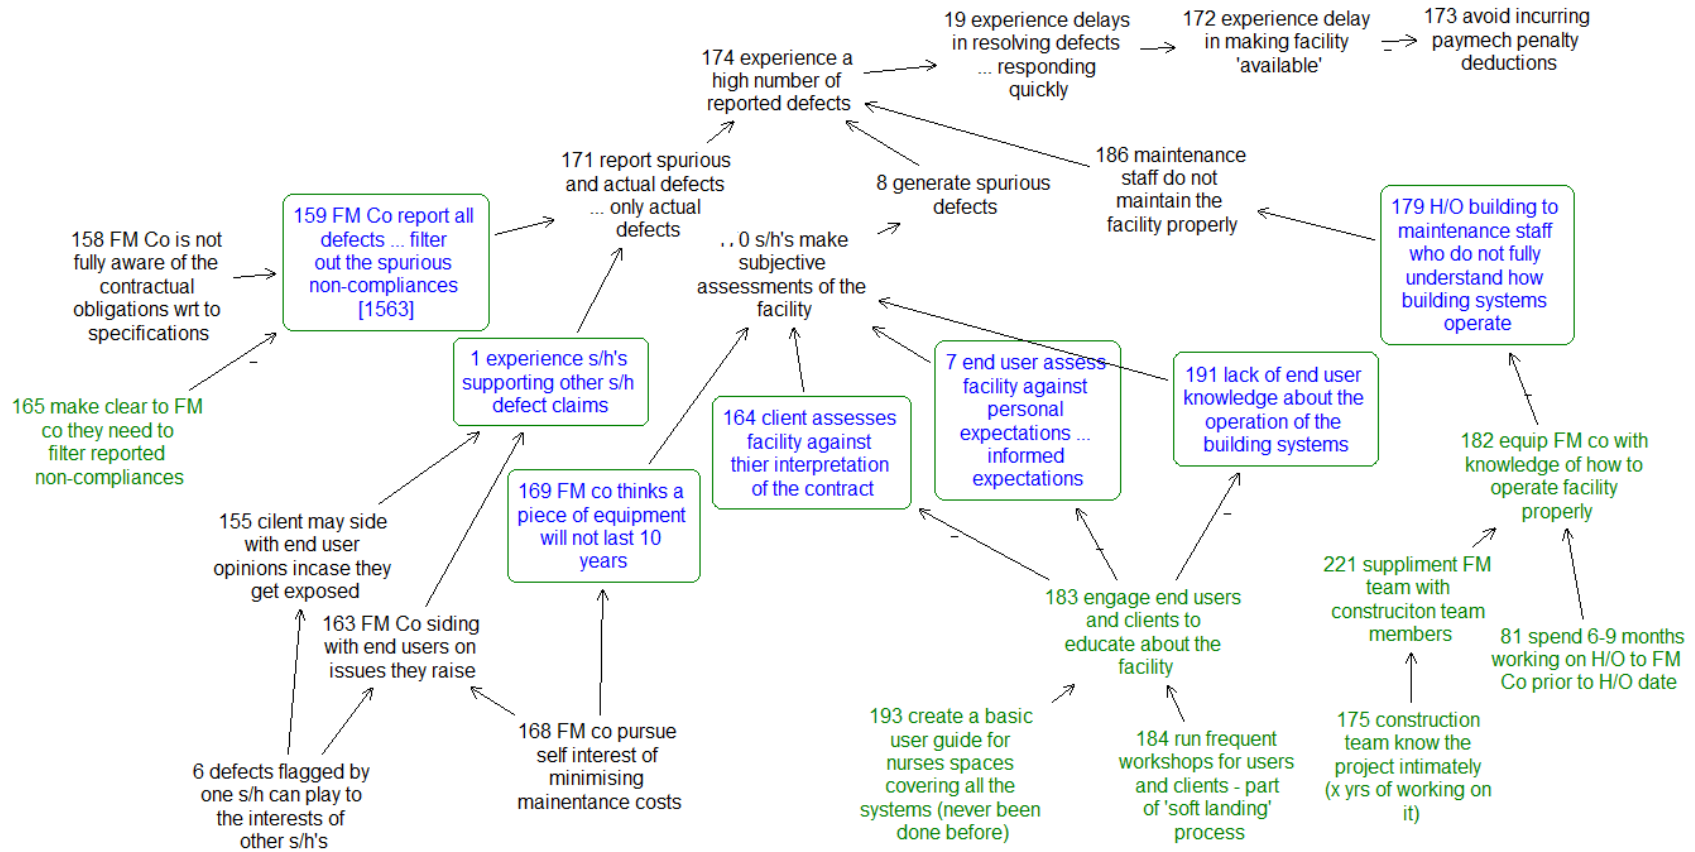 19 experience delays
in resolving defects
... responding
quickly
172 experience delay
in making facility
'available'
173 avoid incurring
paymech penalty
deductions
174 experience a
high number of
reported defects
171 report spurious
and actual defects
... only actual
defects
8 generate spurious
defects
186 maintenance
staff do not
maintain the
facility properly
179 H/O building to
maintenance staff
who do not fully
understand how
building systems
operate
159 FM Co report all
defects ... filter
out the spurious
non-compliances
[1563]
158 FM Co is not
fully aware of the
contractual
obligations wrt to
specifications
0 s/h's make
subjective
assessments of the
facility
1 experience s/h's
supporting other s/h
defect claims
7 end user assess
facility against
personal
expectations ...
informed
expectations
191 lack of end user
knowledge about the
operation of the
building systems
165 make clear to FM
co they need to
filter reported
non-compliances
164 client assesses
facility against
thier interpretation
of the contract
182 equip FM co with
knowledge of how to
operate facility
properly
169 FM co thinks a
piece of equipment
will not last 10
years
155 cilent may side
with end user
opinions incase they
get exposed
163 FM Co siding
with end users on
issues they raise
183 engage end users
and clients to
educate about the
facility
221 suppliment FM
team with
construciton team
members
81 spend 6-9 months
working on H/O to FM
Co prior to H/O date
6 defects flagged by
one s/h can play to
the interests of
other s/h's
168 FM co pursue
self interest of
minimising
mainentance costs
193 create a basic
user guide for
nurses spaces
covering all the
systems (never been
done before)
184 run frequent
workshops for users
and clients - part
of 'soft landing'
process
175 construction
team know the
project intimately
(x yrs of working on
it)